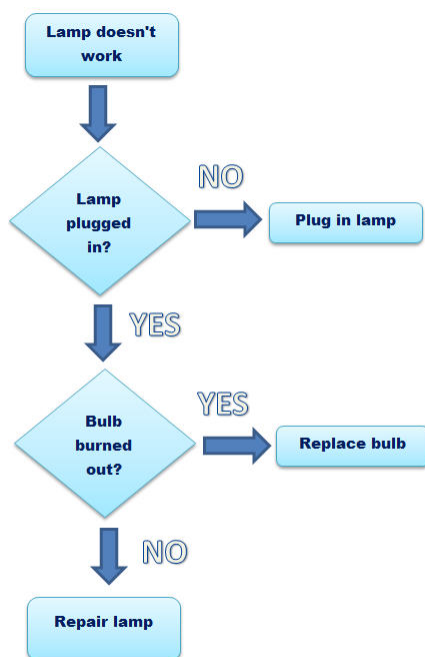 Lamp doesn't
work
NO
Lamp
plugged
in?
Plug in lamp
YES
YES
Bulb
burned
out?
Replace bulb
NO
Repair lamp